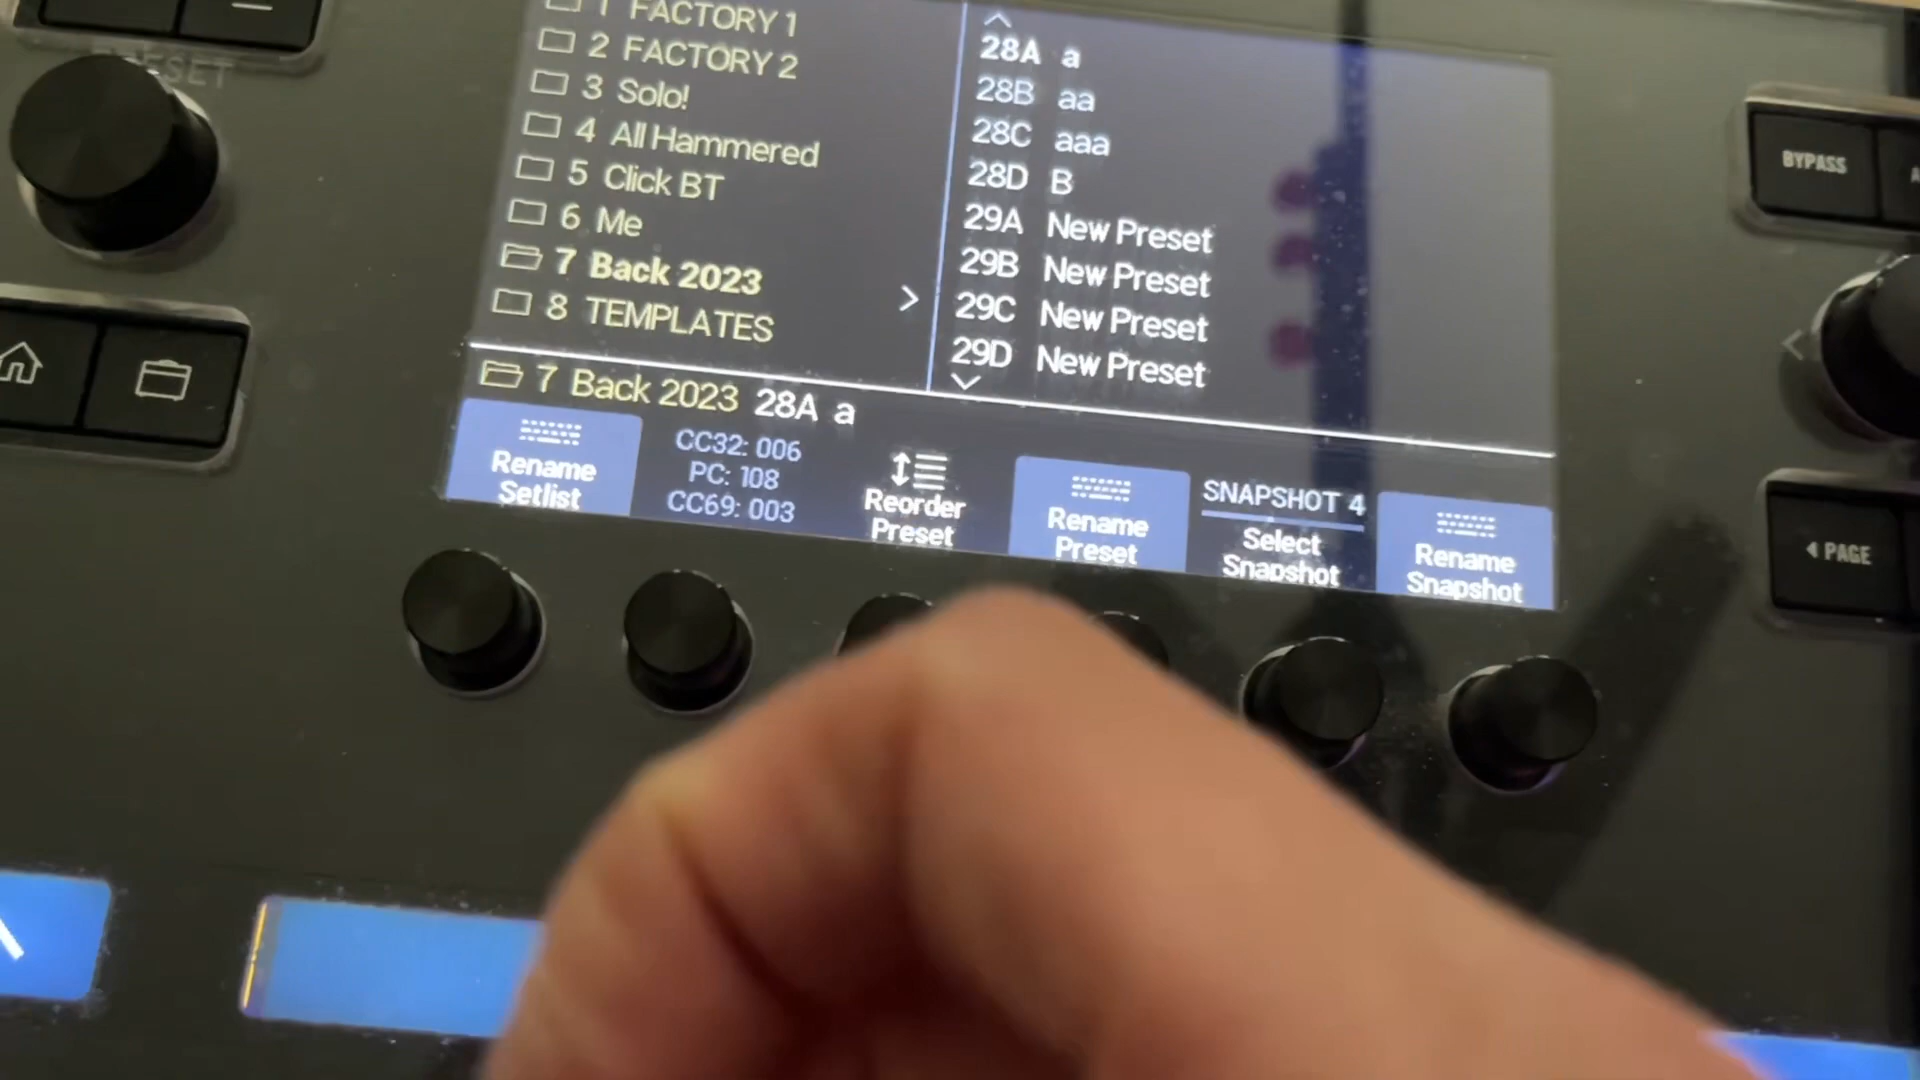 PRESET
1 FACTORY 1
2 FACTORY 2
3 Solo!
4 All Hammered
5 Click BT
6 Me
7 Back 2023
8 TEMPLATES
28A a
28B aa
28C aaa
28D B
29A New Preset
29B New Preset
29C New Preset
29D New Preset
7 Back 2023 28A a
Rename
Setlist
CC32: 006
PC: 108
CC69: 003
Reorder
Preset
Rename
Preset
SNAPSHOT 4
Select
Snapshot
Rename
Snapshot
BYPASS
PAGE